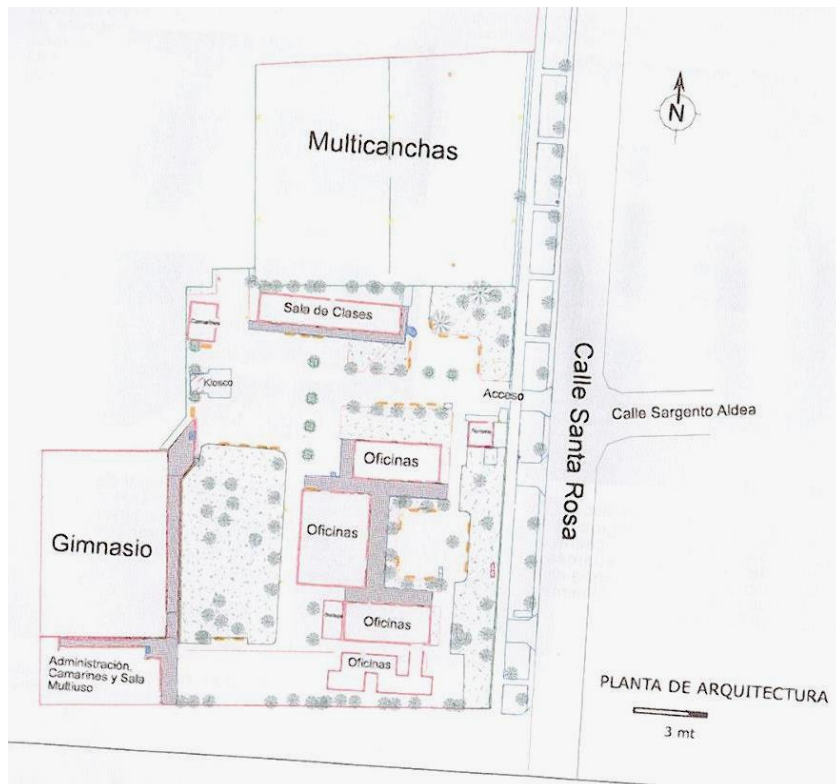 Multicanchas
N
Sala de Clases
Camarines
Kiosco
Acceso
Calle Santa Rosa
Calle Sargento Aldea
Oficinas
Gimnasio
Oficinas
Oficinas
Oficinas
Administración,
Camarines y Sala
Multiuso
PLANTA DE ARQUITECTURA
3 mt